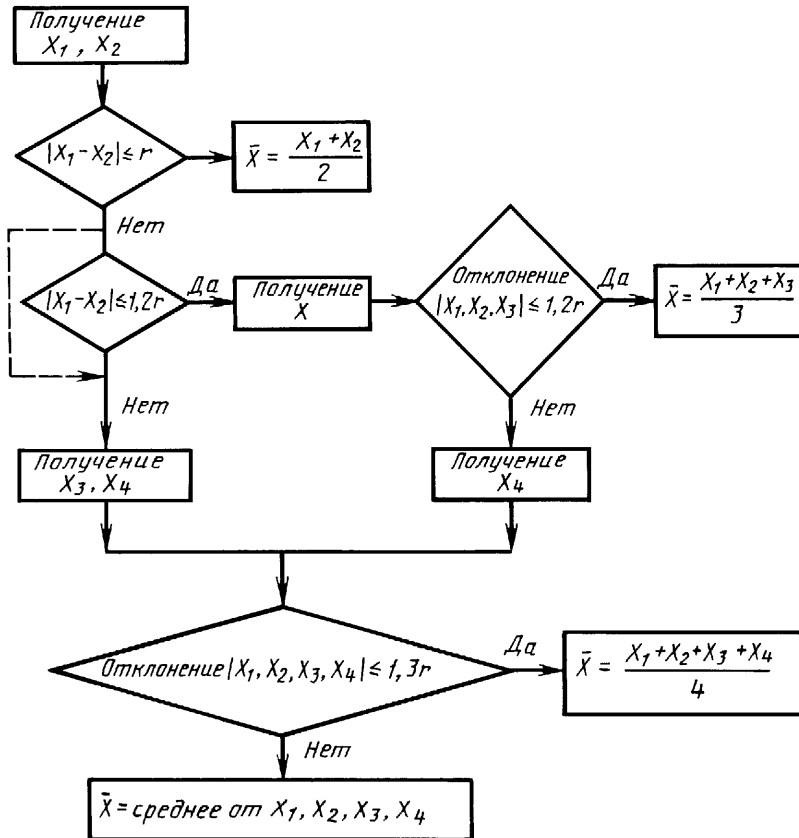 Получение
X₁, X₂
|X₁-X₂|≤r
X̄ = (X₁+X₂)/2
Нет
|X₁-X₂|≤1,2r
Да
Получение
X
Отклонение
|X₁,X₂,X₃|≤1,2r
Да
X̄ = (X₁+X₂+X₃)/3
Нет
Нет
Получение
X₃, X₄
Получение
X₄
Отклонение|X₁,X₂,X₃,X₄|≤1,3r
Да
X̄ = (X₁+X₂+X₃+X₄)/4
Нет
X̄=среднее от X₁, X₂, X₃, X₄